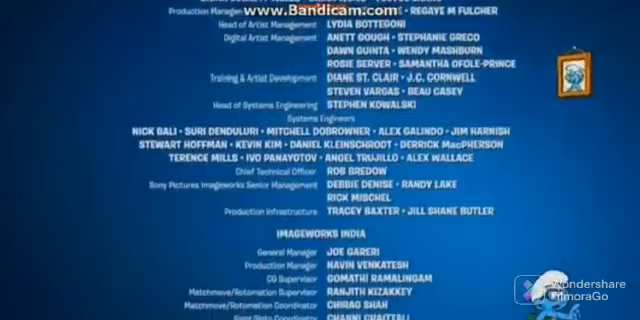 Production Manager REGAYE M FULCHER
www.Bandicam.com
Head of Artist Management LYDIA BOTTEGONI
Digital Artist Management ANETT GOUGH • STEPHANIE GRECO
DAWN GUINTA • WENDY MASHBURN
ROSIE SERVER • SAMANTHA OFOLE-PRINCE
Training & Artist Development DIANE ST. CLAIR • J.C. CORNWELL
STEVEN VARGAS • BEAU CASEY
Head of Systems Engineering STEPHEN KOWALSKI
Systems Engineers
NICK BALI • SURI DENDULURI • MITCHELL DOBROWNER • ALEX GALINDO • JIM HARNISH
STEWART HOFFMAN • KEVIN KIM • DANIEL KLEINSCHRODT • DERRICK MacPHERSON
TERENCE MILLS • IVO PANAYOTOV • ANGEL TRUJILLO • ALEX WALLACE
Chief Technical Officer ROB BREDOW
Sony Pictures Imageworks Senior Management DEBBIE DENISE • RANDY LAKE
RICK MISCHEL
Production Infrastructure TRACEY BAXTER • JILL SHANE BUTLER
IMAGEWORKS INDIA
General Manager JOE GARERI
Production Manager NAVIN VENKATESH
CG Supervisor GOMATHI RAMALINGAM
Matchmove/Rotomation Supervisor RANJITH KIZAKKEY
Matchmove/Rotomation Coordinator CHIRAG SHAH
Coordinator CHANNI CHAITTALI
Wondershare
FilmoraGo